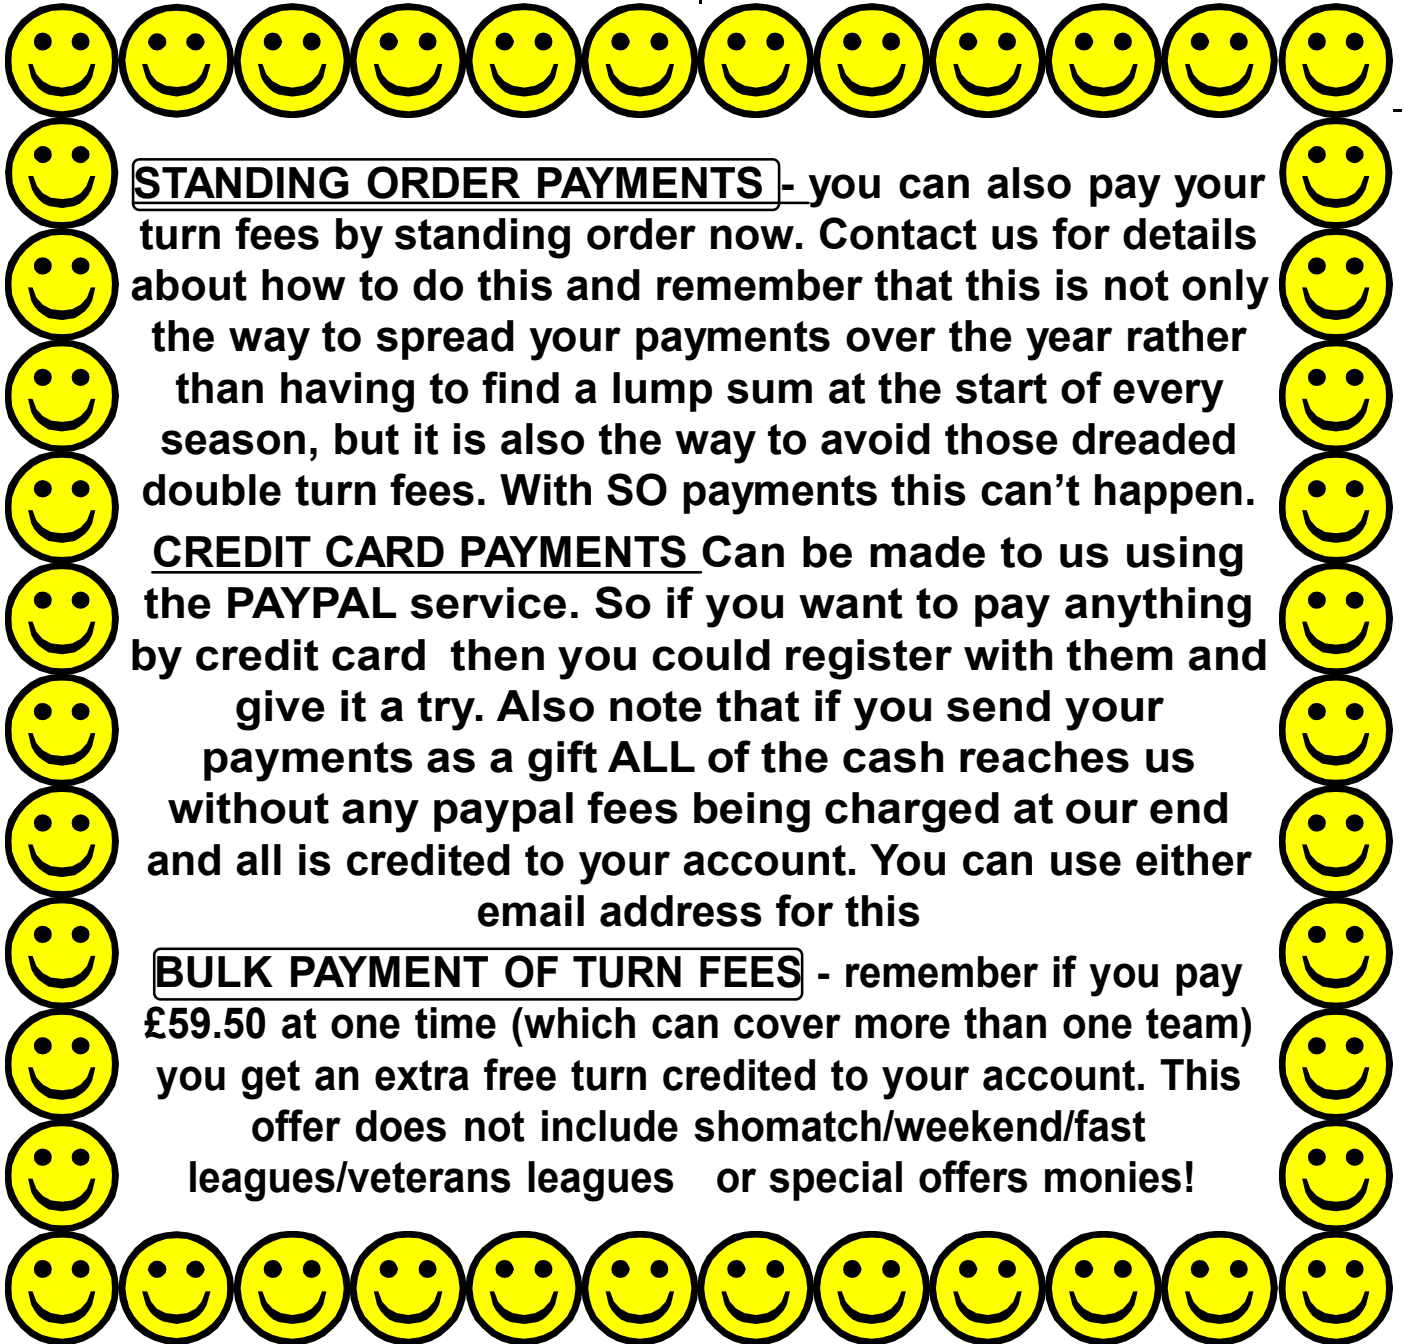 STANDING ORDER PAYMENTS - you can also pay your
turn fees by standing order now. Contact us for details
about how to do this and remember that this is not only
the way to spread your payments over the year rather
than having to find a lump sum at the start of every
season, but it is also the way to avoid those dreaded
double turn fees. With SO payments this can't happen.
CREDIT CARD PAYMENTS Can be made to us using
the PAYPAL service. So if you want to pay anything
by credit card  then you could register with them and
give it a try. Also note that if you send your
payments as a gift ALL of the cash reaches us
without any paypal fees being charged at our end
and all is credited to your account. You can use either
email address for this
BULK PAYMENT OF TURN FEES - remember if you pay
£59.50 at one time (which can cover more than one team)
you get an extra free turn credited to your account. This
offer does not include shomatch/weekend/fast
leagues/veterans leagues   or special offers monies!